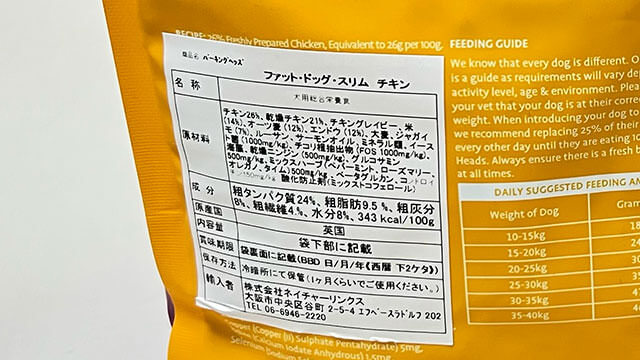 RECIPE: 26% Freshly Prepared Chicken, Equivalent to 26g per 100g.
商品名 バーキングヘッズ
名 称 ファット・ドッグ・スリム チキン
犬用総合栄養食
原材料
チキン26%、乾燥チキン21%、チキングレイビー、米
(14%)、オーツ麦(12%)、エンドウ(12%)、大麦、ジャガイ
モ(7%)、ルーサン、サーモンオイル、ミネラル類、イース
ト菌(1000mg/kg)、チコリ粗抽出物(FOS 1000mg/kg)、
海藻、乾燥ニンジン(500mg/kg)、グルコサミン
500mg/kg、ミックスハーブ(ペパーミント、ローズマリー、
オレガノ、タイム)500mg/kg)、ベータグルカン、コンドロイ
酸化防止剤(ミックストコフェロール)
成 分 粗タンパク質24%、粗脂肪9.5 %、粗灰分
8%、粗繊維4.%、水分8%、343 kcal/100g
原産国 英国
内容量 袋下部に記載
賞味期限 袋裏面に記載(BBD 日/月/年《西暦 下2ケタ》)
保存方法 冷暗所にて保管(1ヶ月くらいでご使用ください。)
輸入者 株式会社ネイチャーリンクス
大阪市中央区谷町 2-5-4 エフベースラドルフ 202
TEL 06-6946-2220
(Copper (II) Sulphate Pentahydrate) 5mg,
(Calcium Iodate Anhydrous) 1.5mg
FEEDING GUIDE
We know that every dog is different. O
is a guide as requirements will vary de
activity level, age & environment. Plea
your vet that your dog is at their corre
weight. When introducing your dog to
we recommend replacing 25% of their
every other day until they are eating 10
Heads. Always ensure there is a fresh b
at all times.
DAILY SUGGESTED FEEDING AM
Weight of Dog Gram
10-15kg 18
15-20kg 24
20-25kg
25-30kg
30-35kg
35-40kg